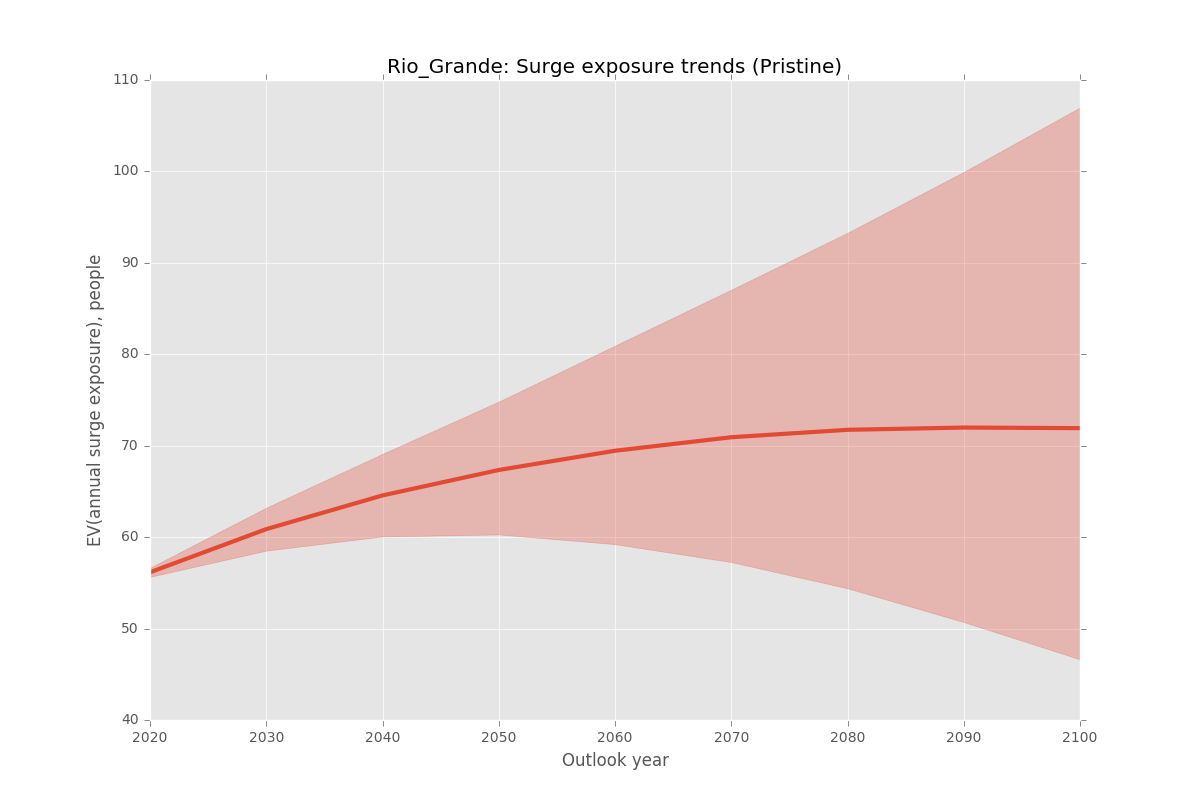 Rio_Grande: Surge exposure trends (Pristine)
110
100
90
80
70
60
50
40
EV(annual surge exposure), people
2020 2030 2040 2050 2060 2070 2080 2090 2100
Outlook year